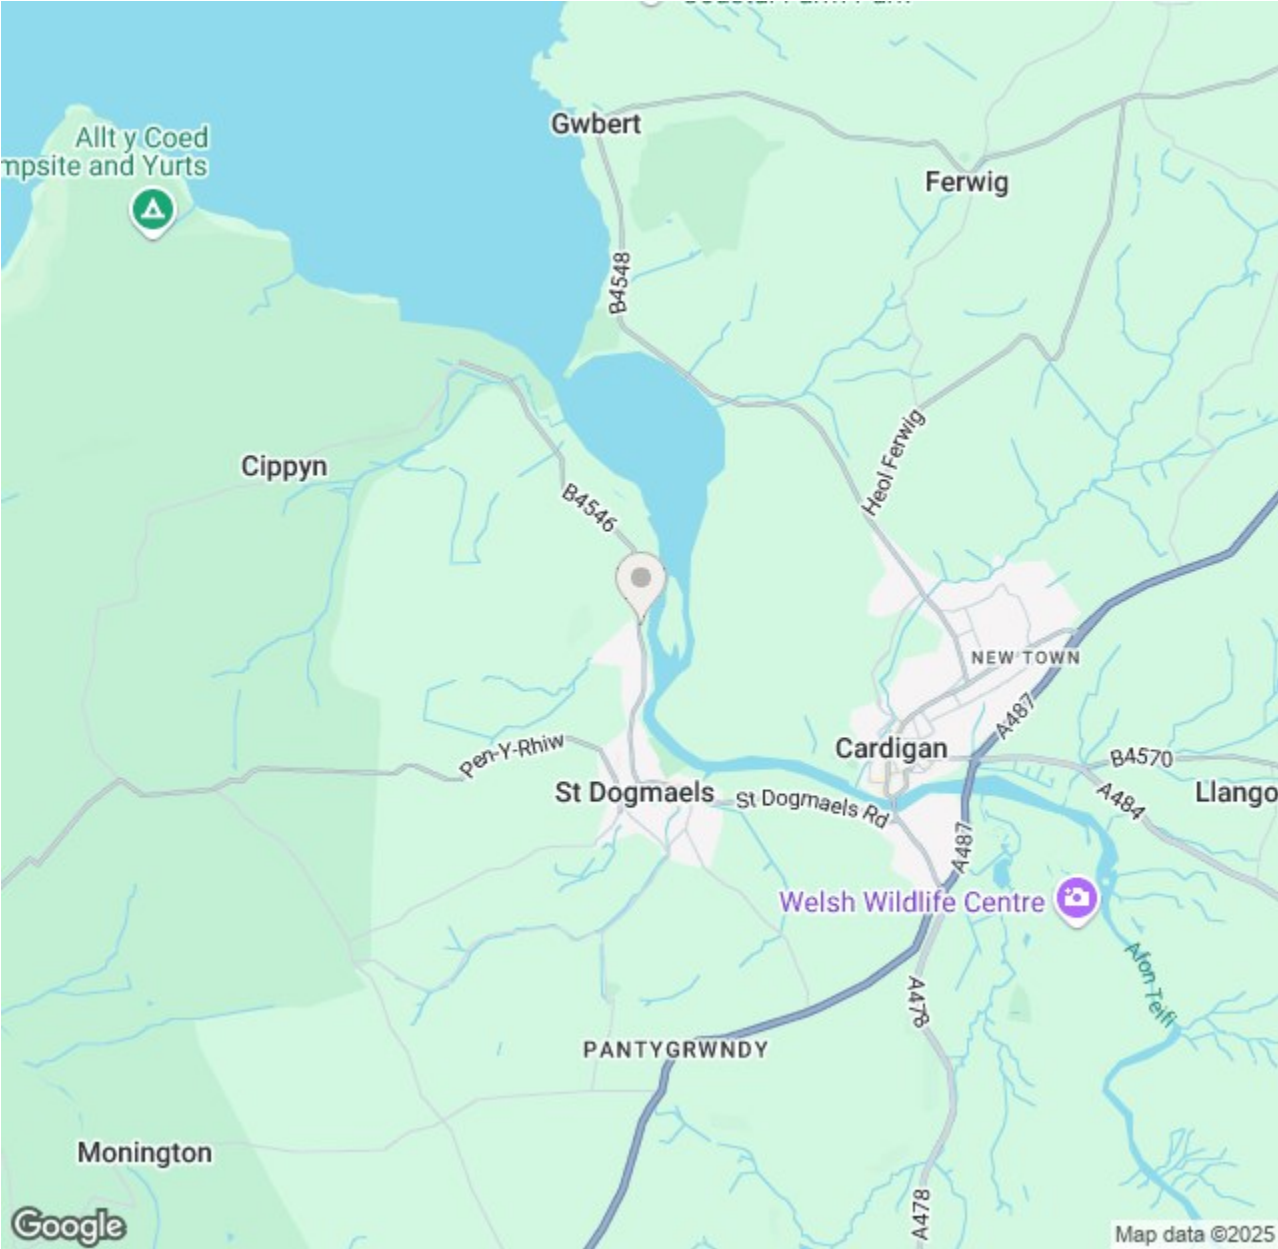 Gwbert
Allt y Coed
mpsite and Yurts
Ferwig
B4548
Heol Ferwig
Cippyn
B4546
NEW TOWN
A487
Cardigan
Pen-Y-Rhiw
B4570
St Dogmaels
St Dogmaels Rd
A484
Llango
A487
Welsh Wildlife Centre
Afon Teifi
A478
PANTYGRWNDY
Monington
A478
Google
Map data ©2025